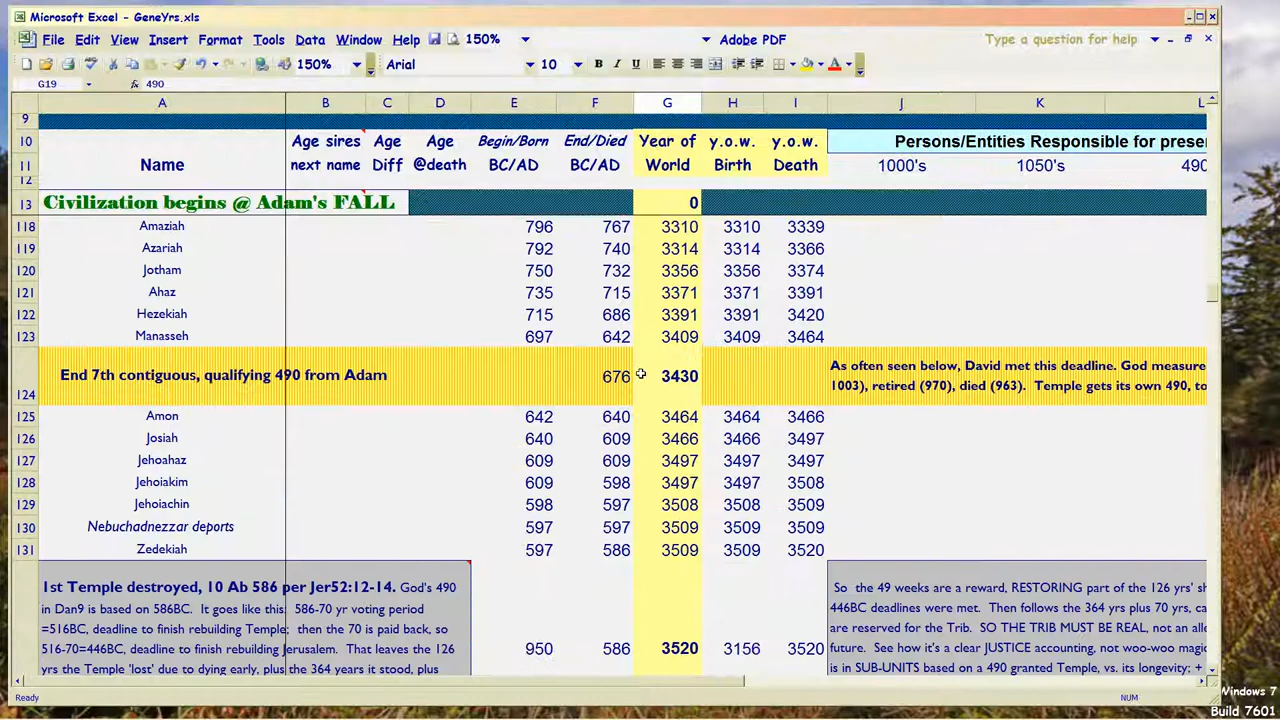 Microsoft Excel - GeneYrs.xls
File Edit View Insert Format Tools Data Window Help 150% Adobe PDF Type a question for help
150% Arial 10 B I U
G19 fx 490
A B C D E F G H I J K L
9
10 Age sires Age Age Begin/Born End/Died Year of y.o.w. y.o.w. Persons/Entities Responsible for prese
11 Name next name Diff @death BC/AD BC/AD World Birth Death 1000's 1050's 490
12
13 Civilization begins @ Adam's FALL 0
118 Amaziah 796 767 3310 3310 3339
119 Azariah 792 740 3314 3314 3366
120 Jotham 750 732 3356 3356 3374
121 Ahaz 735 715 3371 3371 3391
122 Hezekiah 715 686 3391 3391 3420
123 Manasseh 697 642 3409 3409 3464
As often seen below, David met this deadline. God measure
End 7th contiguous, qualifying 490 from Adam 676 3430
124 1003), retired (970), died (963). Temple gets its own 490, to
125 Amon 642 640 3464 3464 3466
126 Josiah 640 609 3466 3466 3497
127 Jehoahaz 609 609 3497 3497 3497
128 Jehoiakim 609 598 3497 3497 3508
129 Jehoiachin 598 597 3508 3508 3509
130 Nebuchadnezzar deports 597 597 3509 3509 3509
131 Zedekiah 597 586 3509 3509 3520
1st Temple destroyed, 10 Ab 586 per Jer52:12-14. God's 490
in Dan9 is based on 586BC. It goes like this: 586-70 yr voting period
=516BC, deadline to finish rebuilding Temple; then the 70 is paid back, so
516-70=446BC, deadline to finish rebuilding Jerusalem. That leaves the 126
yrs the Temple 'lost' due to dying early, plus the 364 years it stood, plus
950 586 3520 3156 3520
So the 49 weeks are a reward, RESTORING part of the 126 yrs' sh
446BC deadlines were met. Then follows the 364 yrs plus 70 yrs, ca
are reserved for the Trib. SO THE TRIB MUST BE REAL, not an alle
future. See how it's a clear JUSTICE accounting, not woo-woo magic
is in SUB-UNITS based on a 490 granted Temple, vs. its longevity; +
Ready NUM
Windows 7
Build 7601